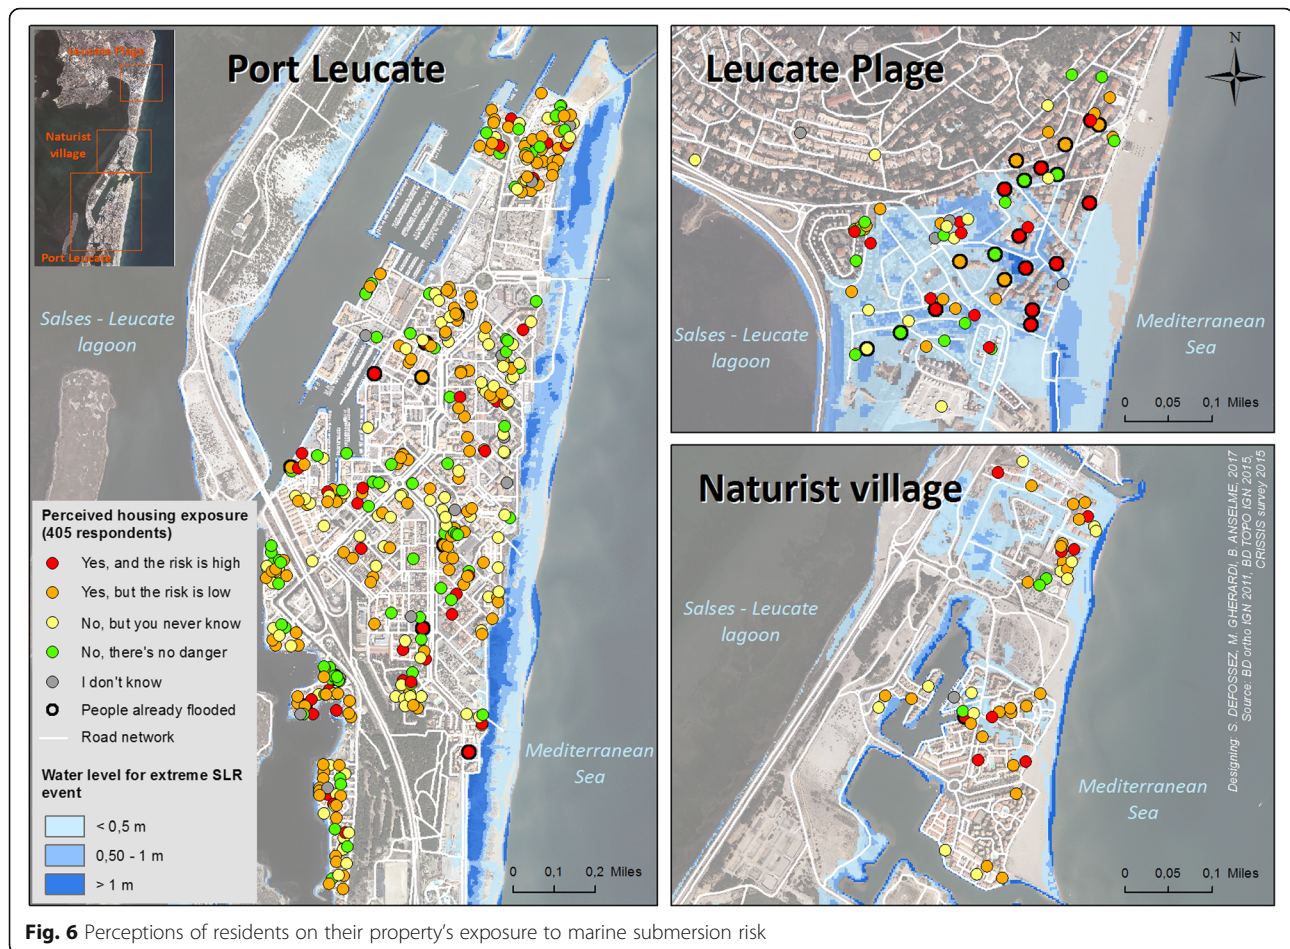 Leucate Plage
Naturist
village
Port Leucate
Port Leucate
Salses - Leucate
lagoon
Mediterranean
Sea
0 0,1 0,2 Miles
Perceived housing exposure
(405 respondents)
Yes, and the risk is high
Yes, but the risk is low
No, but you never know
No, there's no danger
I don't know
People already flooded
Road network
Water level for extreme SLR
event
< 0,5 m
0,50 - 1 m
> 1 m
Leucate Plage
N
Salses - Leucate
lagoon
Mediterranean
Sea
0 0,05 0,1 Miles
Naturist village
Salses - Leucate
lagoon
Mediterranean
Sea
0 0,05 0,1 Miles
Designing: S. DEFOSSEZ, M. GHERARDI, B. ANSELME, 2017
Source: BD ortho IGN 2011, BD TOPO IGN 2015,
CRISSIS survey 2015
Fig. 6 Perceptions of residents on their property's exposure to marine submersion risk